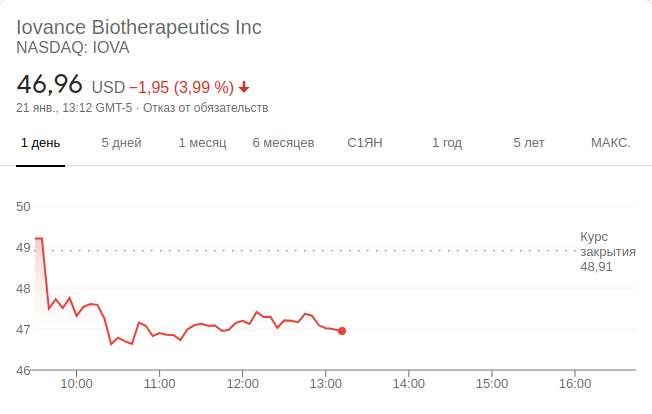 Iovance Biotherapeutics Inc
NASDAQ: IOVA
46,96 USD −1,95 (3,99 %)
21 янв., 13:12 GMT-5 · Отказ от обязательств
1 день 5 дней 1 месяц 6 месяцев С1ЯН 1 год 5 лет МАКС.
50
49
48
47
46
Курс
закрытия
48,91
10:00 11:00 12:00 13:00 14:00 15:00 16:00